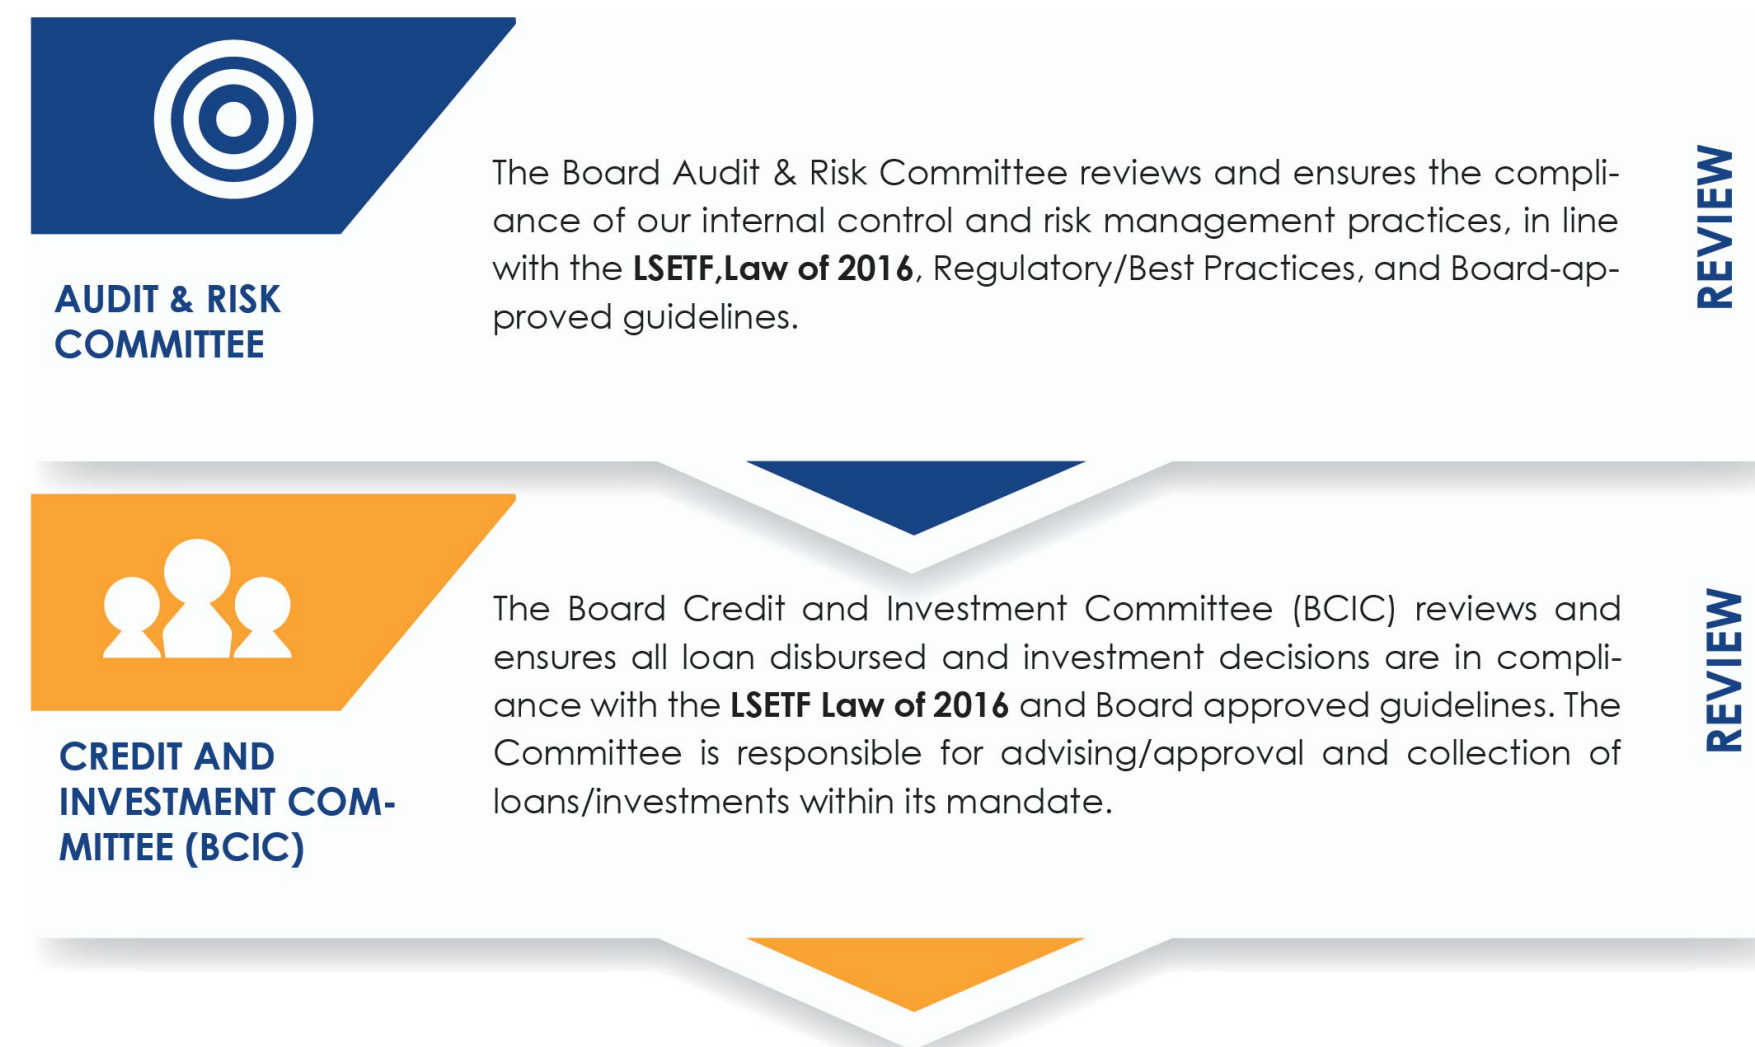 AUDIT & RISK
COMMITTEE
The Board Audit & Risk Committee reviews and ensures the compli-
ance of our internal control and risk management practices, in line
with the LSETF,Law of 2016, Regulatory/Best Practices, and Board-ap-
proved guidelines.
REVIEW
CREDIT AND
INVESTMENT COM-
MITTEE (BCIC)
The Board Credit and Investment Committee (BCIC) reviews and
ensures all loan disbursed and investment decisions are in compli-
ance with the LSETF Law of 2016 and Board approved guidelines. The
Committee is responsible for advising/approval and collection of
loans/investments within its mandate.
REVIEW